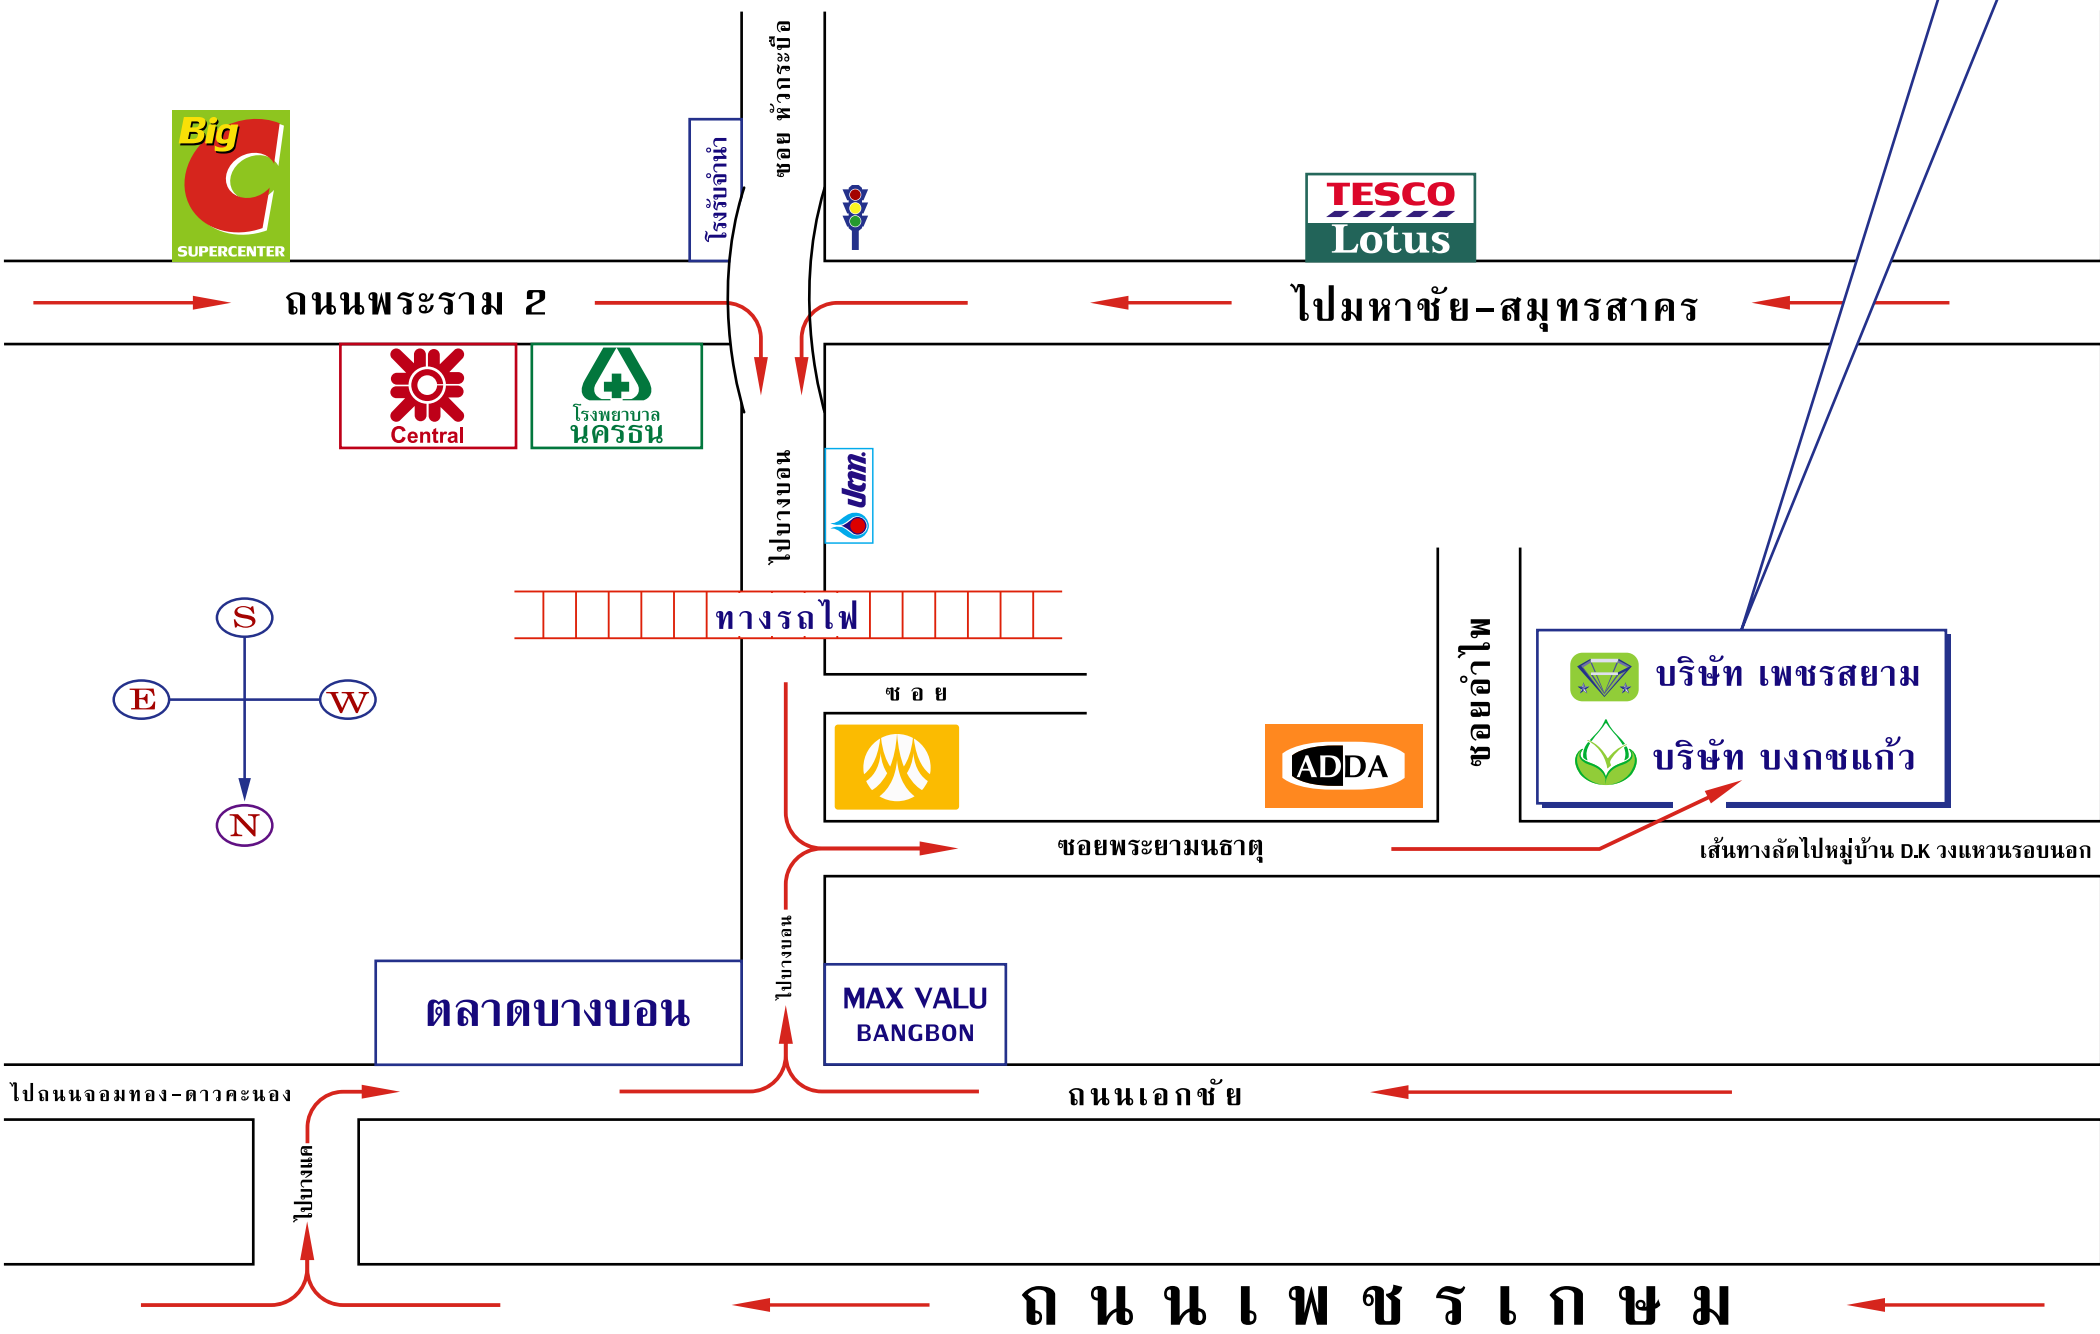 ซอย หัวกระบือ
Big
C
SUPERCENTER
โรงรับจำนำ
TESCO
Lotus
ถนนพระราม 2
ไปมหาชัย-สมุทรสาคร
Central
โรงพยาบาล
นครธน
ไปบางบอน
ปตท.
ทางรถไฟ
S
E
W
N
ซอย
ซอยอำไพ
บริษัท เพชรสยาม
บริษัท บงกชแก้ว
ADDA
ซอยพระยามนธาตุ
เส้นทางลัดไปหมู่บ้าน D.K วงแหวนรอบนอก
ไปบางบอน
ตลาดบางบอน
MAX VALU
BANGBON
ไปถนนจอมทอง-ดาวคะนอง
ถนนเอกชัย
ไปบางแค
ถนนเพชรเกษม